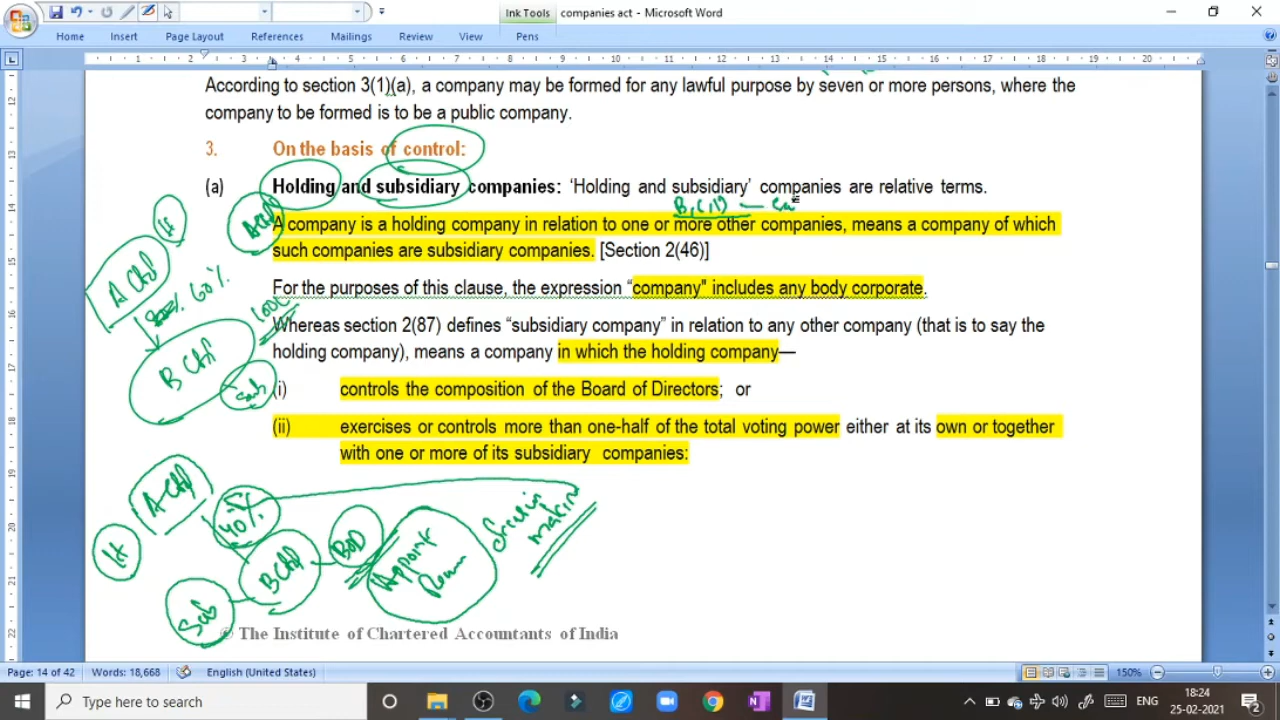 Ink Tools
companies act - Microsoft Word
Home Insert Page Layout References Mailings Review View Pens
According to section 3(1)(a), a company may be formed for any lawful purpose by seven or more persons, where the
company to be formed is to be a public company.
3. On the basis of control:
(a) Holding and subsidiary companies: ‘Holding and subsidiary’ companies are relative terms.
B, C, D
A company is a holding company in relation to one or more other companies, means a company of which
such companies are subsidiary companies. [Section 2(46)]
H
A Ltd
60%
For the purposes of this clause, the expression “company" includes any body corporate.
Whereas section 2(87) defines “subsidiary company” in relation to any other company (that is to say the
holding company), means a company in which the holding company—
B Ltd
Sub
(i) controls the composition of the Board of Directors; or
(ii) exercises or controls more than one-half of the total voting power either at its own or together
with one or more of its subsidiary companies:
A Ltd
40%
H
B Ltd
BOD
Appoint
making
Sub
© The Institute of Chartered Accountants of India
Page: 14 of 42 Words: 18,668 English (United States) 150%
Type here to search
ENG
18:24
25-02-2021